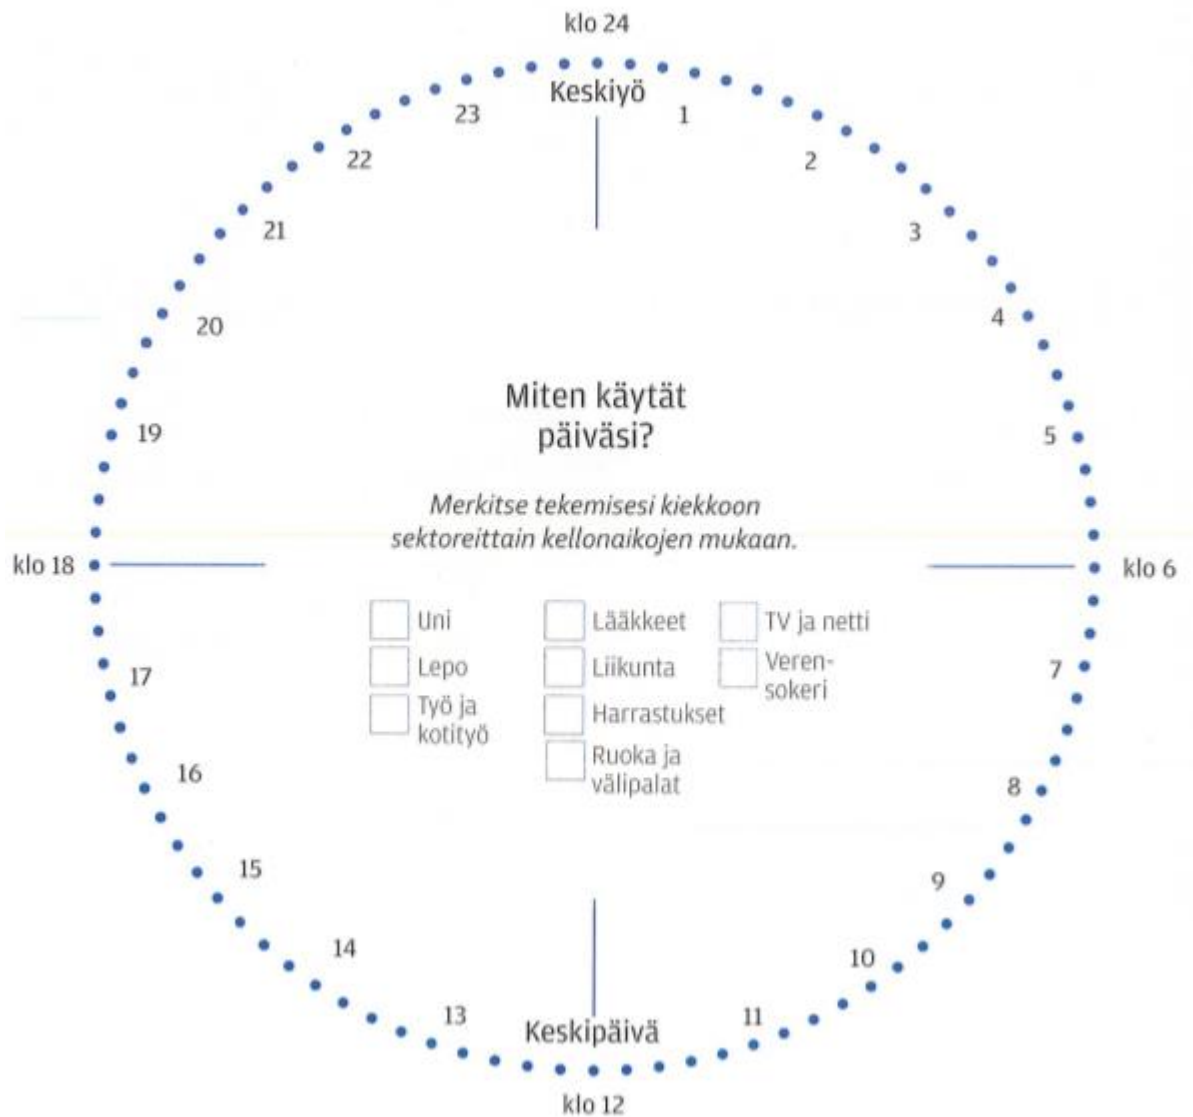 klo 24
Keskiyö
23
1
22
2
21
3
20
4
19
5
Miten käytät
päiväsi?
Merkitse tekemisesi kiekkoon
sektoreittain kellonaikojen mukaan.
klo 18
klo 6
Uni
Lepo
Työ ja
kotityö
Lääkkeet
Liikunta
Harrastukset
Ruoka ja
välipalat
TV ja netti
Veren-
sokeri
17
7
16
8
15
9
14
10
13
11
Keskipäivä
klo 12